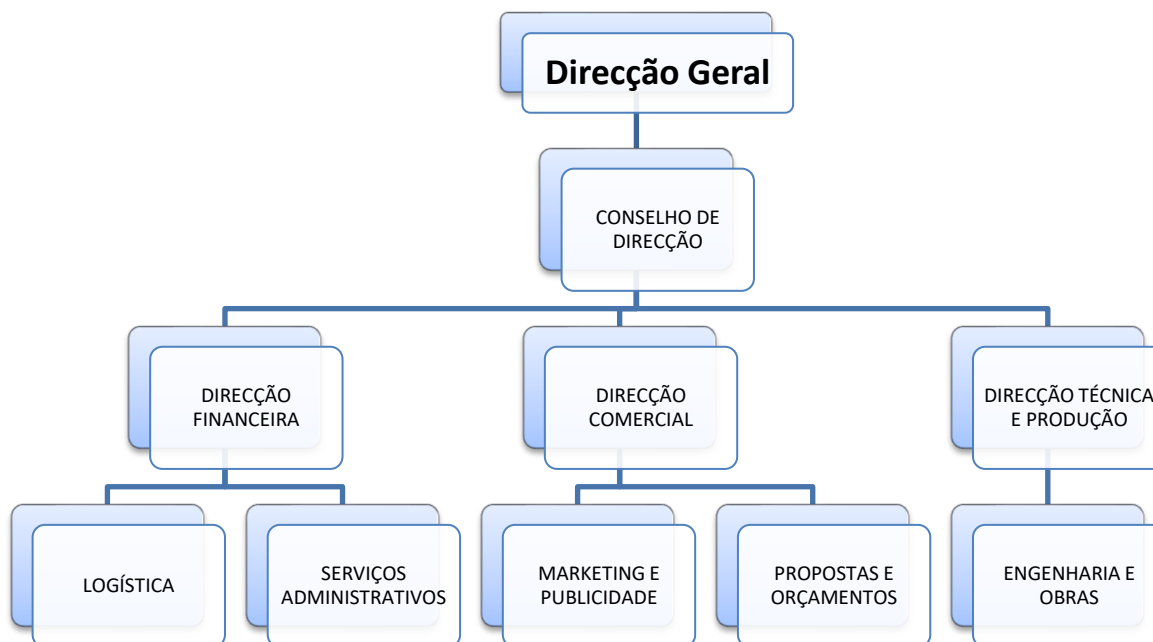 Direcção Geral
CONSELHO DE
DIRECÇÃO
DIRECÇÃO
FINANCEIRA
DIRECÇÃO
COMERCIAL
DIRECÇÃO TÉCNICA
E PRODUÇÃO
LOGÍSTICA
SERVIÇOS
ADMINISTRATIVOS
MARKETING E
PUBLICIDADE
PROPOSTAS E
ORÇAMENTOS
ENGENHARIA E
OBRAS